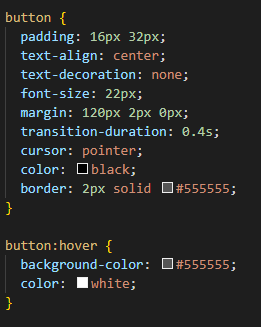 button {
padding: 16px 32px;
text-align: center;
text-decoration: none;
font-size: 22px;
margin: 120px 2px 0px;
transition-duration: 0.4s;
cursor: pointer;
color: black;
border: 2px solid #555555;
}
button:hover {
background-color: #555555;
color: white;
}